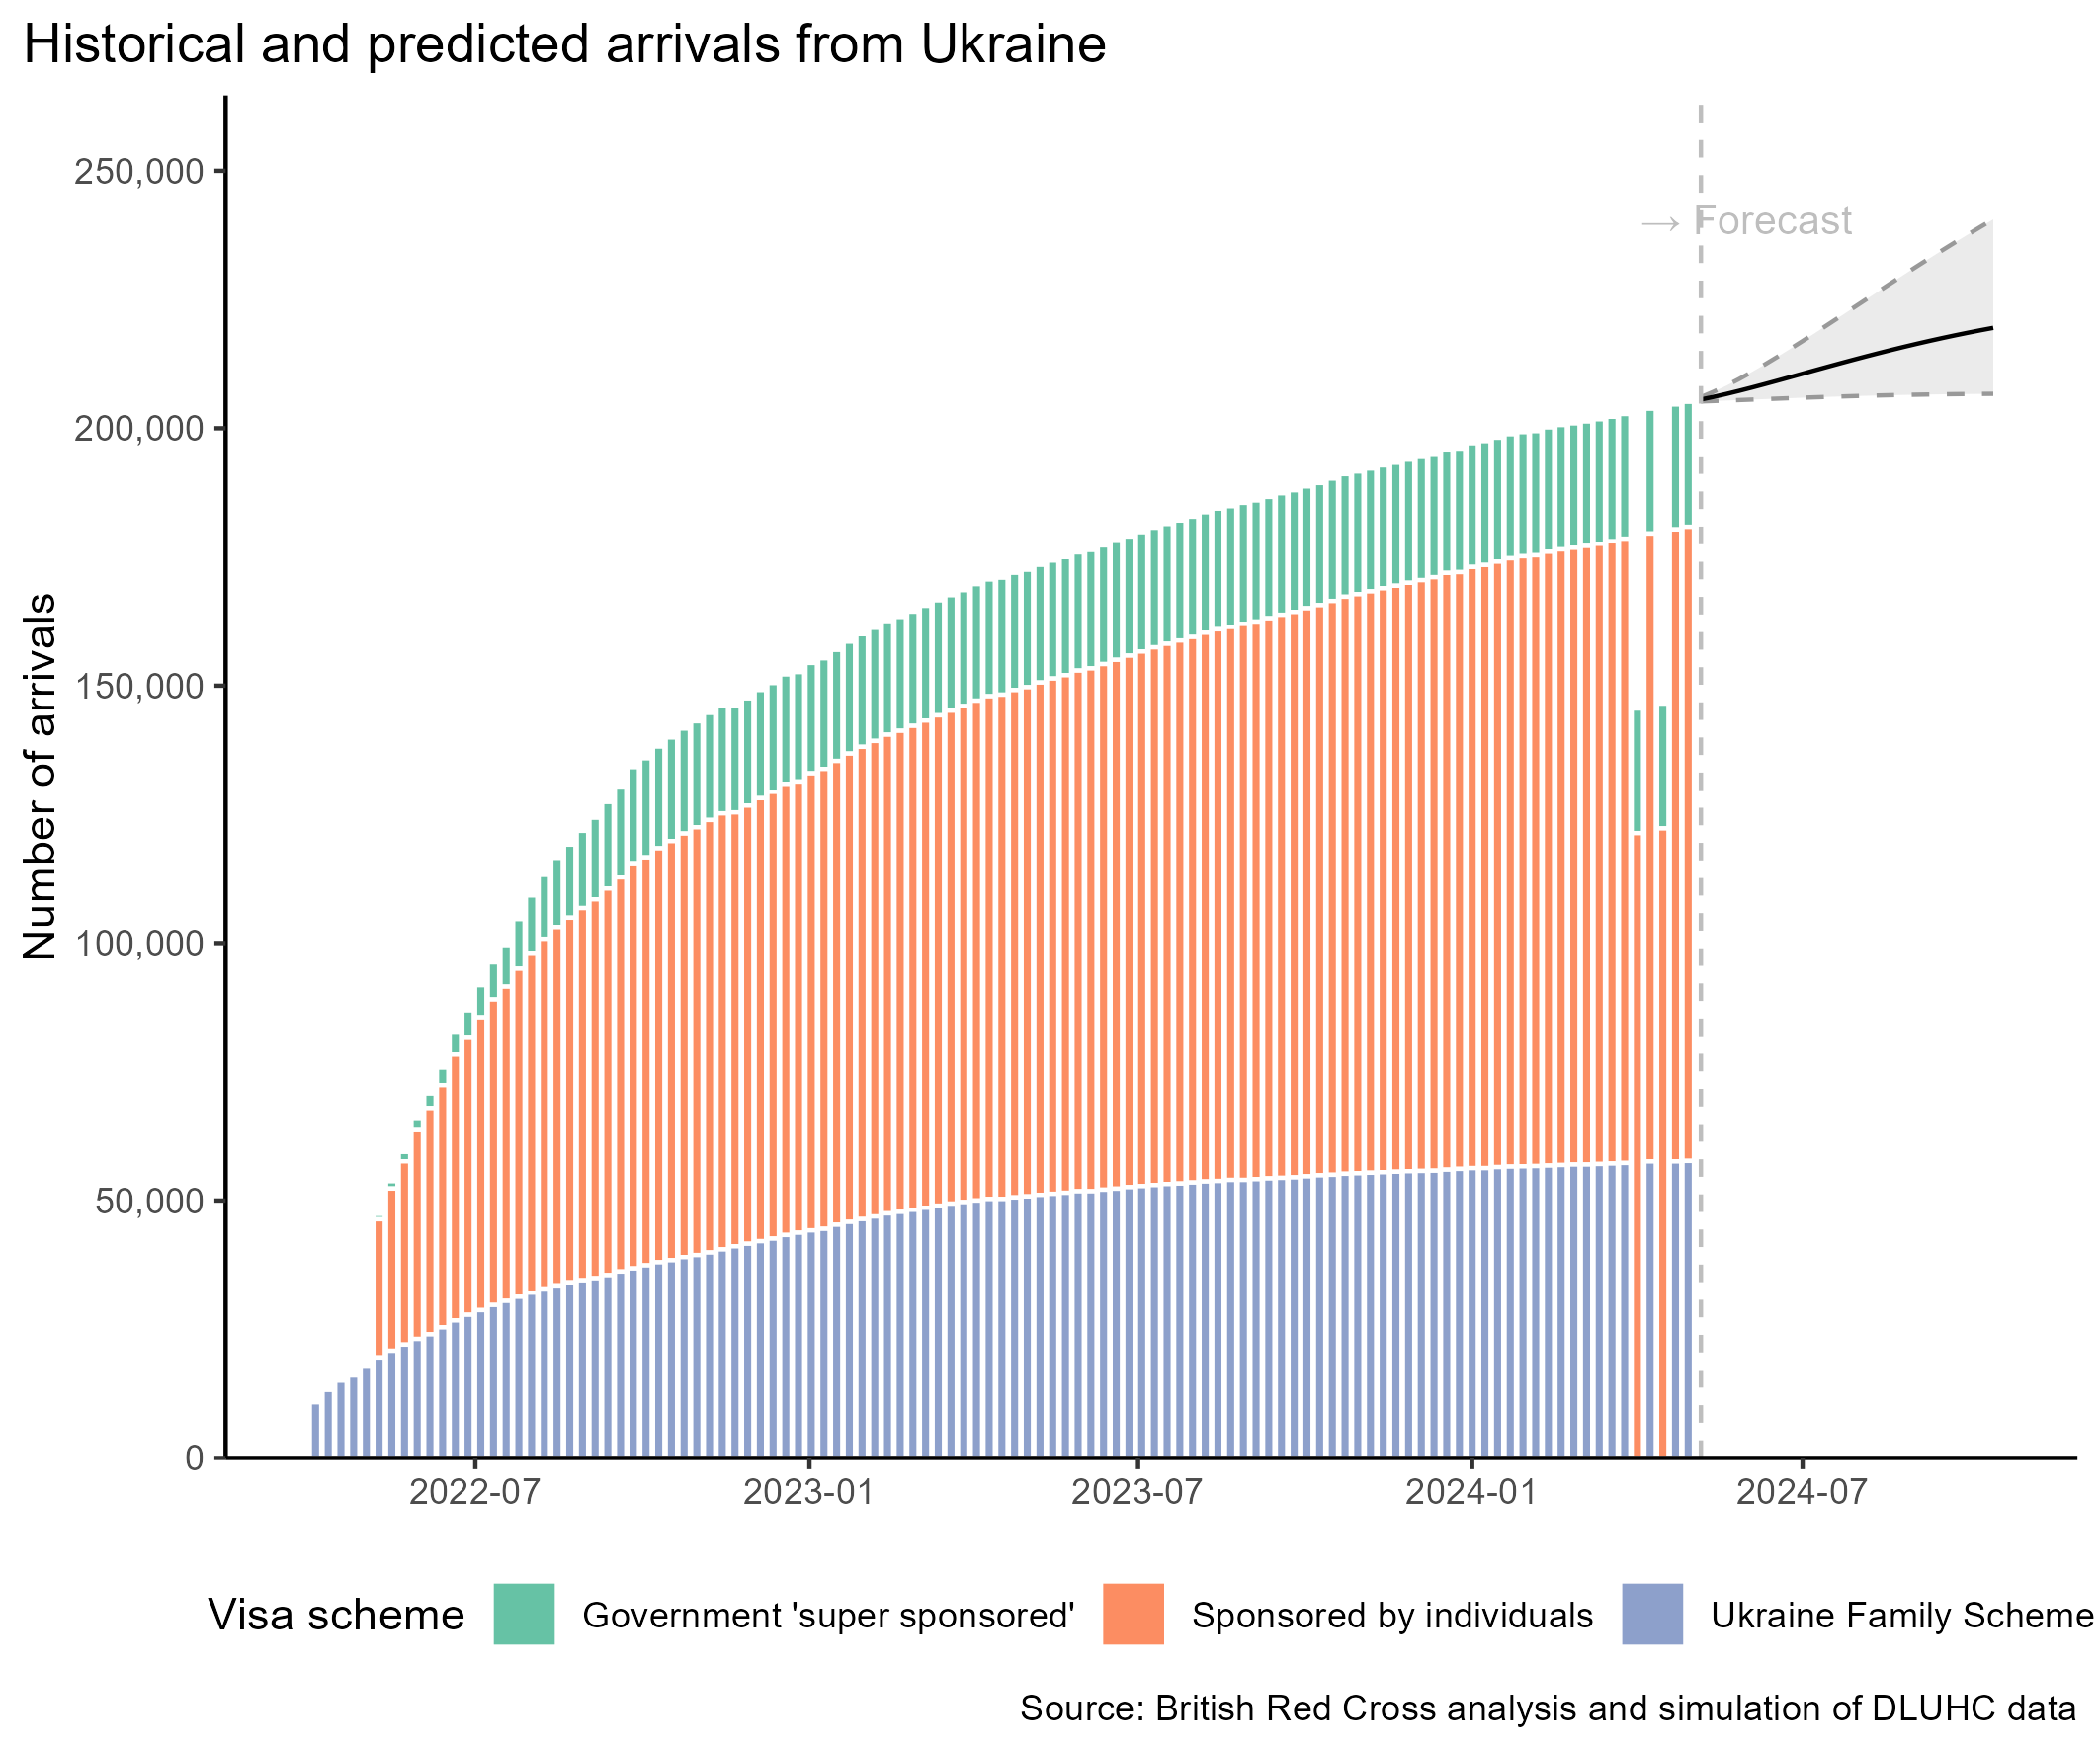 Historical and predicted arrivals from Ukraine
Number of arrivals
250,000
200,000
150,000
100,000
50,000
0
→ Forecast
2022-07 2023-01 2023-07 2024-01 2024-07
Visa scheme Government 'super sponsored' Sponsored by individuals Ukraine Family Scheme
Source: British Red Cross analysis and simulation of DLUHC data